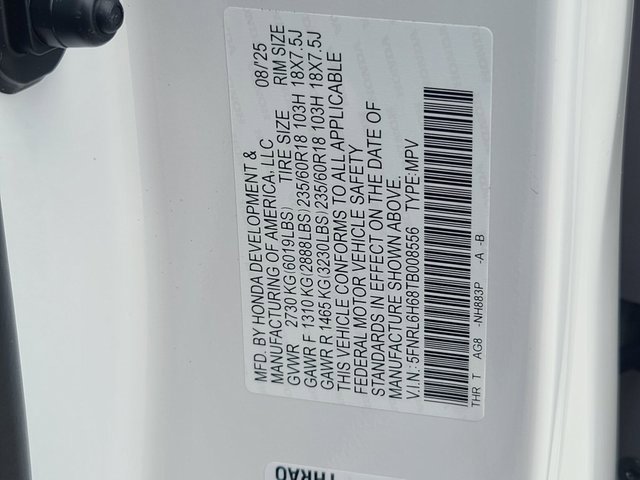 MFD. BY HONDA DEVELOPMENT & 08/'25
MANUFACTURING OF AMERICA, LLC
GVWR 2730 KG(6019LBS) TIRE SIZE RIM SIZE
GAWR F 1310 KG(2888LBS)235/60R18 103H 18X7.5J
GAWR R 1465 KG(3230LBS)235/60R18 103H 18X7.5J
THIS VEHICLE CONFORMS TO ALL APPLICABLE
FEDERAL MOTOR VEHICLE SAFETY
STANDARDS IN EFFECT ON THE DATE OF
MANUFACTURE SHOWN ABOVE.
V.I.N.: 5FNRL6H68TB008556 TYPE:MPV
THR T AG8 -NH883P -A -B
THRAO